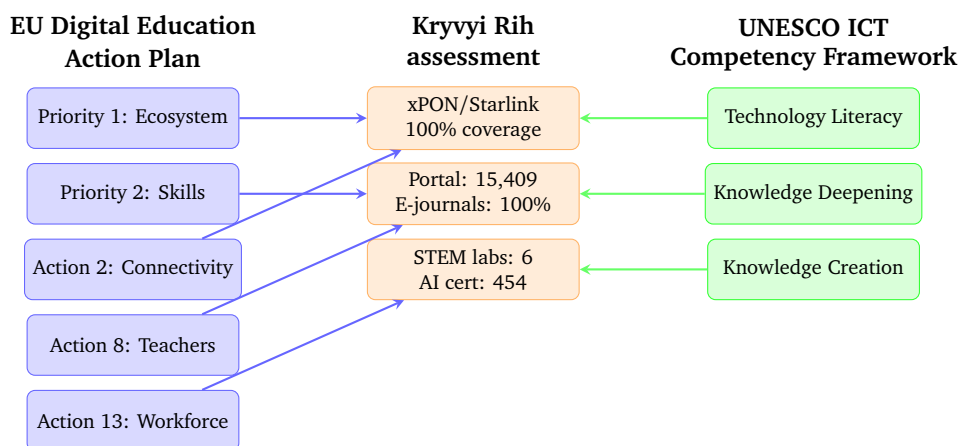 EU Digital Education
Action Plan
Priority 1: Ecosystem
Priority 2: Skills
Action 2: Connectivity
Action 8: Teachers
Action 13: Workforce
Kryvyi Rih
assessment
xPON/Starlink
100% coverage
Portal: 15,409
E-journals: 100%
STEM labs: 6
AI cert: 454
UNESCO ICT
Competency Framework
Technology Literacy
Knowledge Deepening
Knowledge Creation